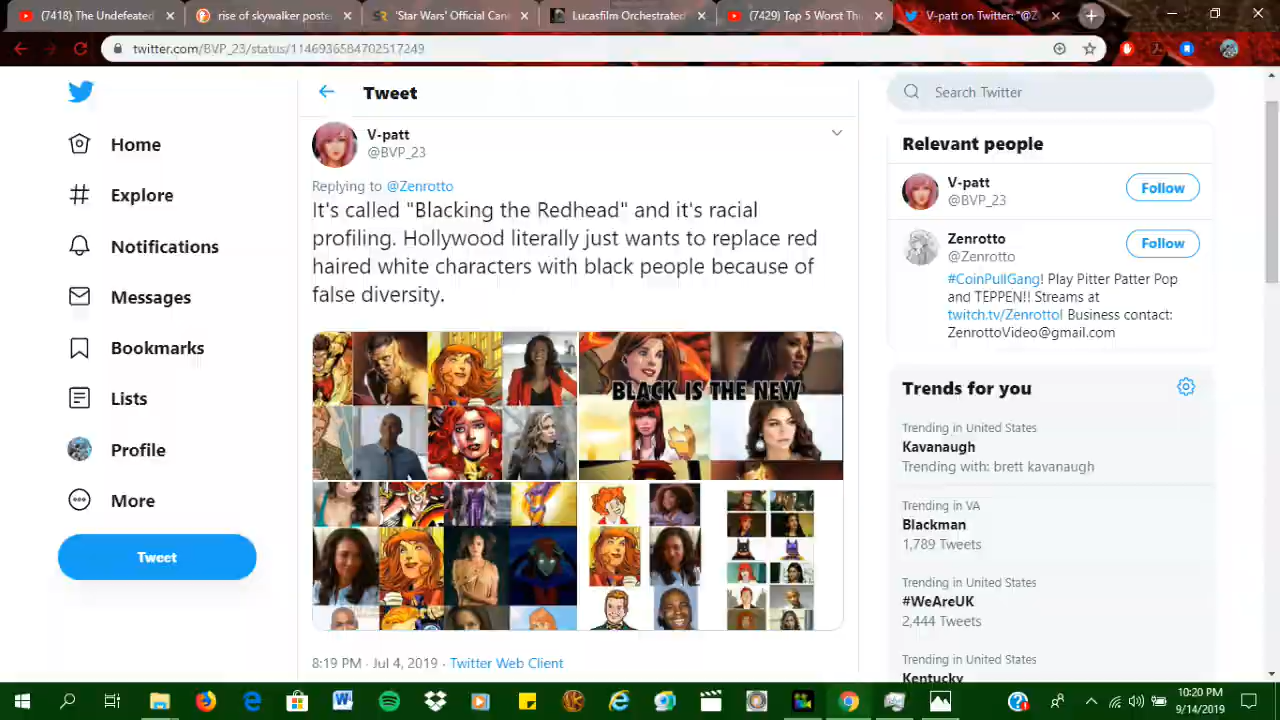 (7418) The Undefeated
rise of skywalker poste
'Star Wars' Official Can
Lucasfilm Orchestrated
(7429) Top 5 Worst Th
V-patt on Twitter: "@Z
twitter.com/BVP_23/status/1146936584702517249
Home
Explore
Notifications
Messages
Bookmarks
Lists
Profile
More
Tweet
Tweet
V-patt
@BVP_23
Replying to @Zenrotto
It's called "Blacking the Redhead" and it's racial
profiling. Hollywood literally just wants to replace red
haired white characters with black people because of
false diversity.
BLACK IS THE NEW
8:19 PM · Jul 4, 2019 · Twitter Web Client
Search Twitter
Relevant people
V-patt
@BVP_23
Follow
Zenrotto
@Zenrotto
Follow
#CoinPullGang! Play Pitter Patter Pop
and TEPPEN!! Streams at
twitch.tv/Zenrotto! Business contact:
ZenrottoVideo@gmail.com
Trends for you
Trending in United States
Kavanaugh
Trending with: brett kavanaugh
Trending in VA
Blackman
1,789 Tweets
Trending in United States
#WeAreUK
2,444 Tweets
Trending in United States
Kentucky
10:20 PM
9/14/2019